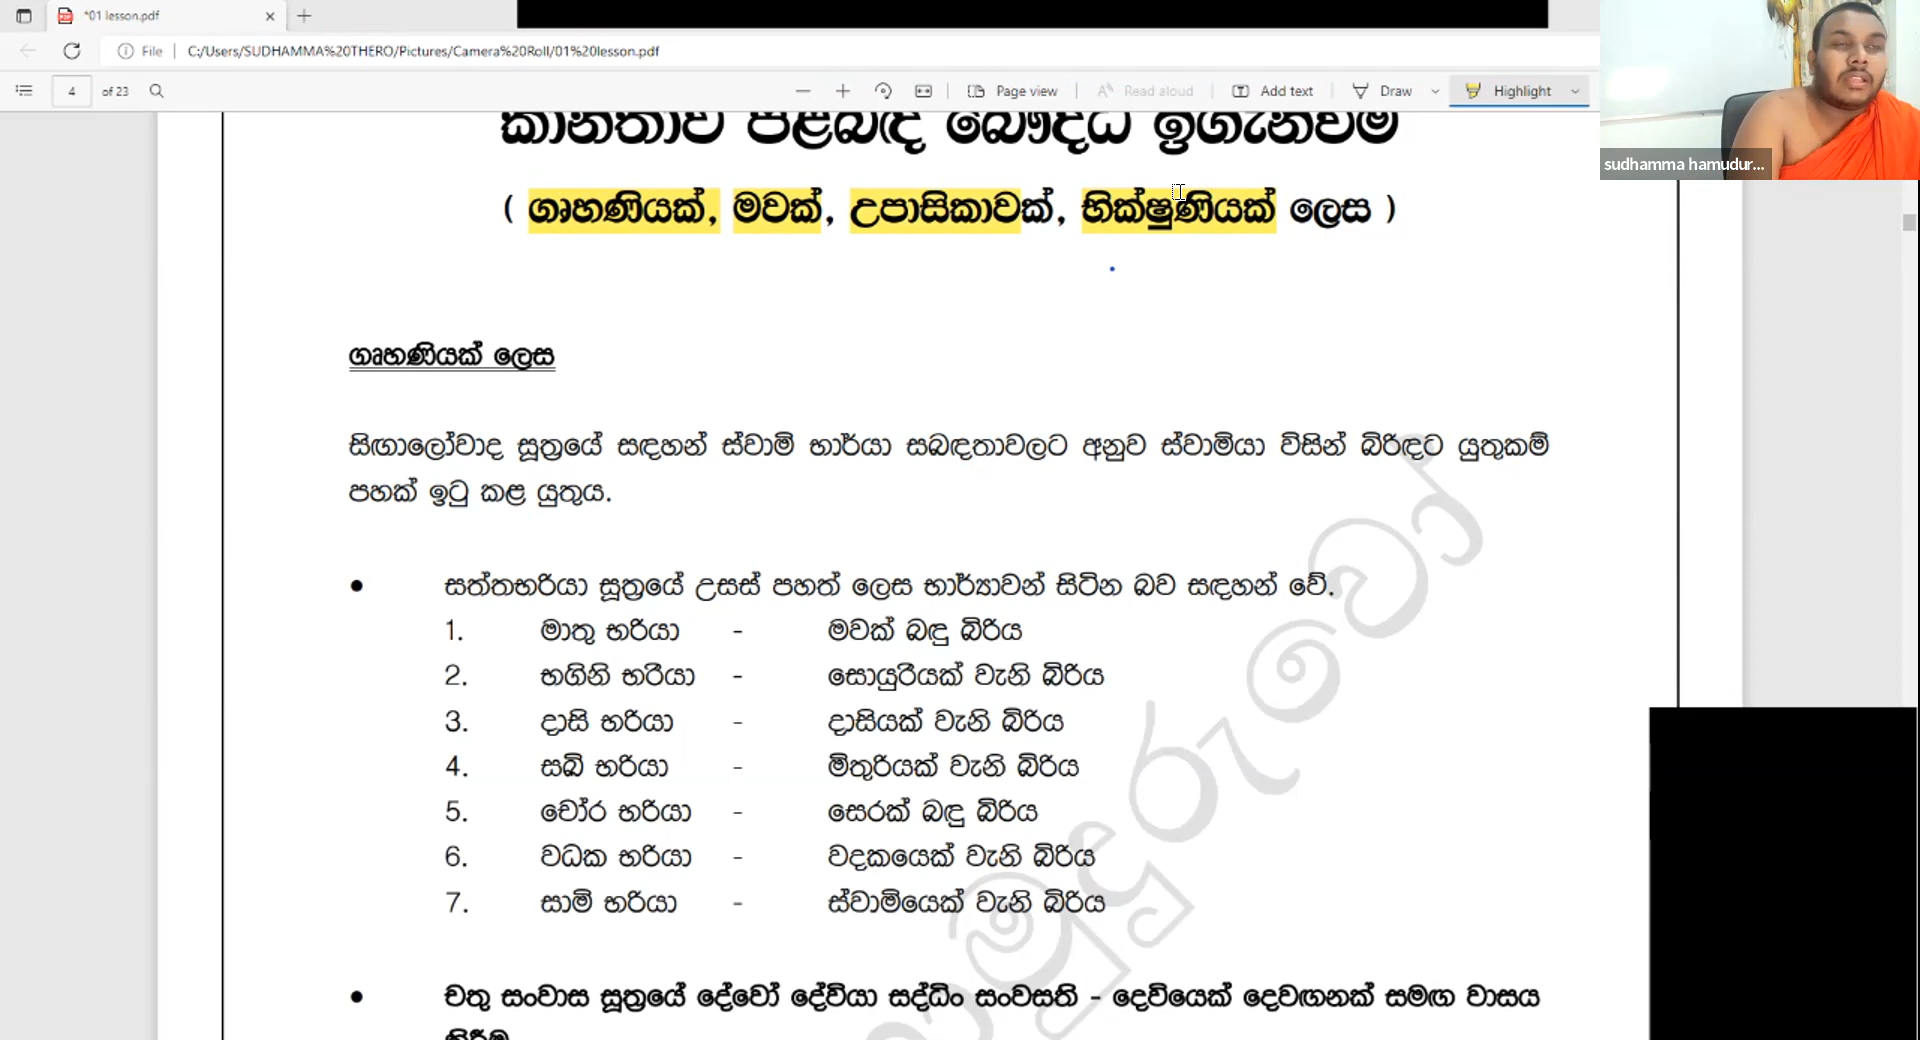 *01 lesson.pdf
File C:/Users/SUDHAMMA%20THERO/Pictures/Camera%20Roll/01%20lesson.pdf
4 of 23 Page view Read aloud Add text Draw Highlight
කාන්තාව පිළිබඳ බෞද්ධ ඉගැන්වීම්
sudhamma hamudur...
( ගෘහණියක්, මවක්, උපාසිකාවක්, භික්ෂුණියක් ලෙස )
ගෘහණියක් ලෙස
සිඟාලෝවාද සූත්‍රයේ සඳහන් ස්වාමි භාර්යා සබඳතාවලට අනුව ස්වාමියා විසින් බිරිඳට යුතුකම්
පහක් ඉටු කළ යුතුය.
● සත්තභරියා සූත්‍රයේ උසස් පහත් ලෙස භාර්‍යාවන් සිටින බව සඳහන් වේ.
1. මාතු භරියා - මවක් බඳු බිරිය
2. භගිනි භරියා - සොයුරියක් වැනි බිරිය
3. දාසි භරියා - දාසියක් වැනි බිරිය
4. සඛි භරියා - මිතුරියක් වැනි බිරිය
5. චෝර භරියා - සෙරක් බඳු බිරිය
6. වධක භරියා - වදකයෙක් වැනි බිරිය
7. සාමි භරියා - ස්වාමියෙක් වැනි බිරිය
● චතු සංවාස සූත්‍රයේ දේවෝ දේවියා සද්ධිං සංවසති - දෙවියෙක් දෙවඟනක් සමඟ වාසය